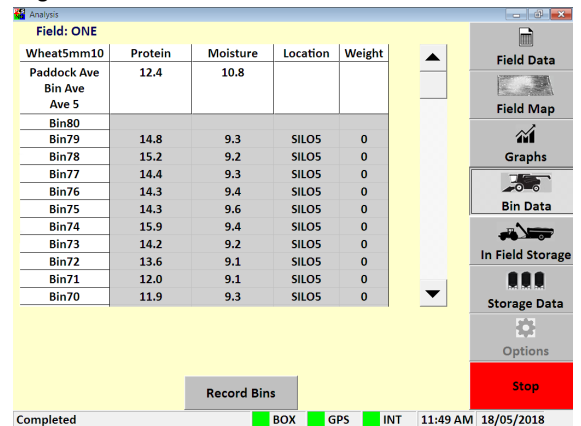 Analysis
Field: ONE
Wheat5mm10 Protein Moisture Location Weight
Paddock Ave 12.4 10.8
Bin Ave
Ave 5
Bin80
Bin79 14.8 9.3 SILO5 0
Bin78 15.2 9.2 SILO5 0
Bin77 14.4 9.3 SILO5 0
Bin76 14.3 9.4 SILO5 0
Bin75 14.3 9.6 SILO5 0
Bin74 15.9 9.4 SILO5 0
Bin73 14.2 9.2 SILO5 0
Bin72 13.6 9.1 SILO5 0
Bin71 12.0 9.1 SILO5 0
Bin70 11.9 9.3 SILO5 0
Record Bins
Field Data
Field Map
Graphs
Bin Data
In Field Storage
Storage Data
Options
Stop
Completed BOX GPS INT 11:49 AM 18/05/2018